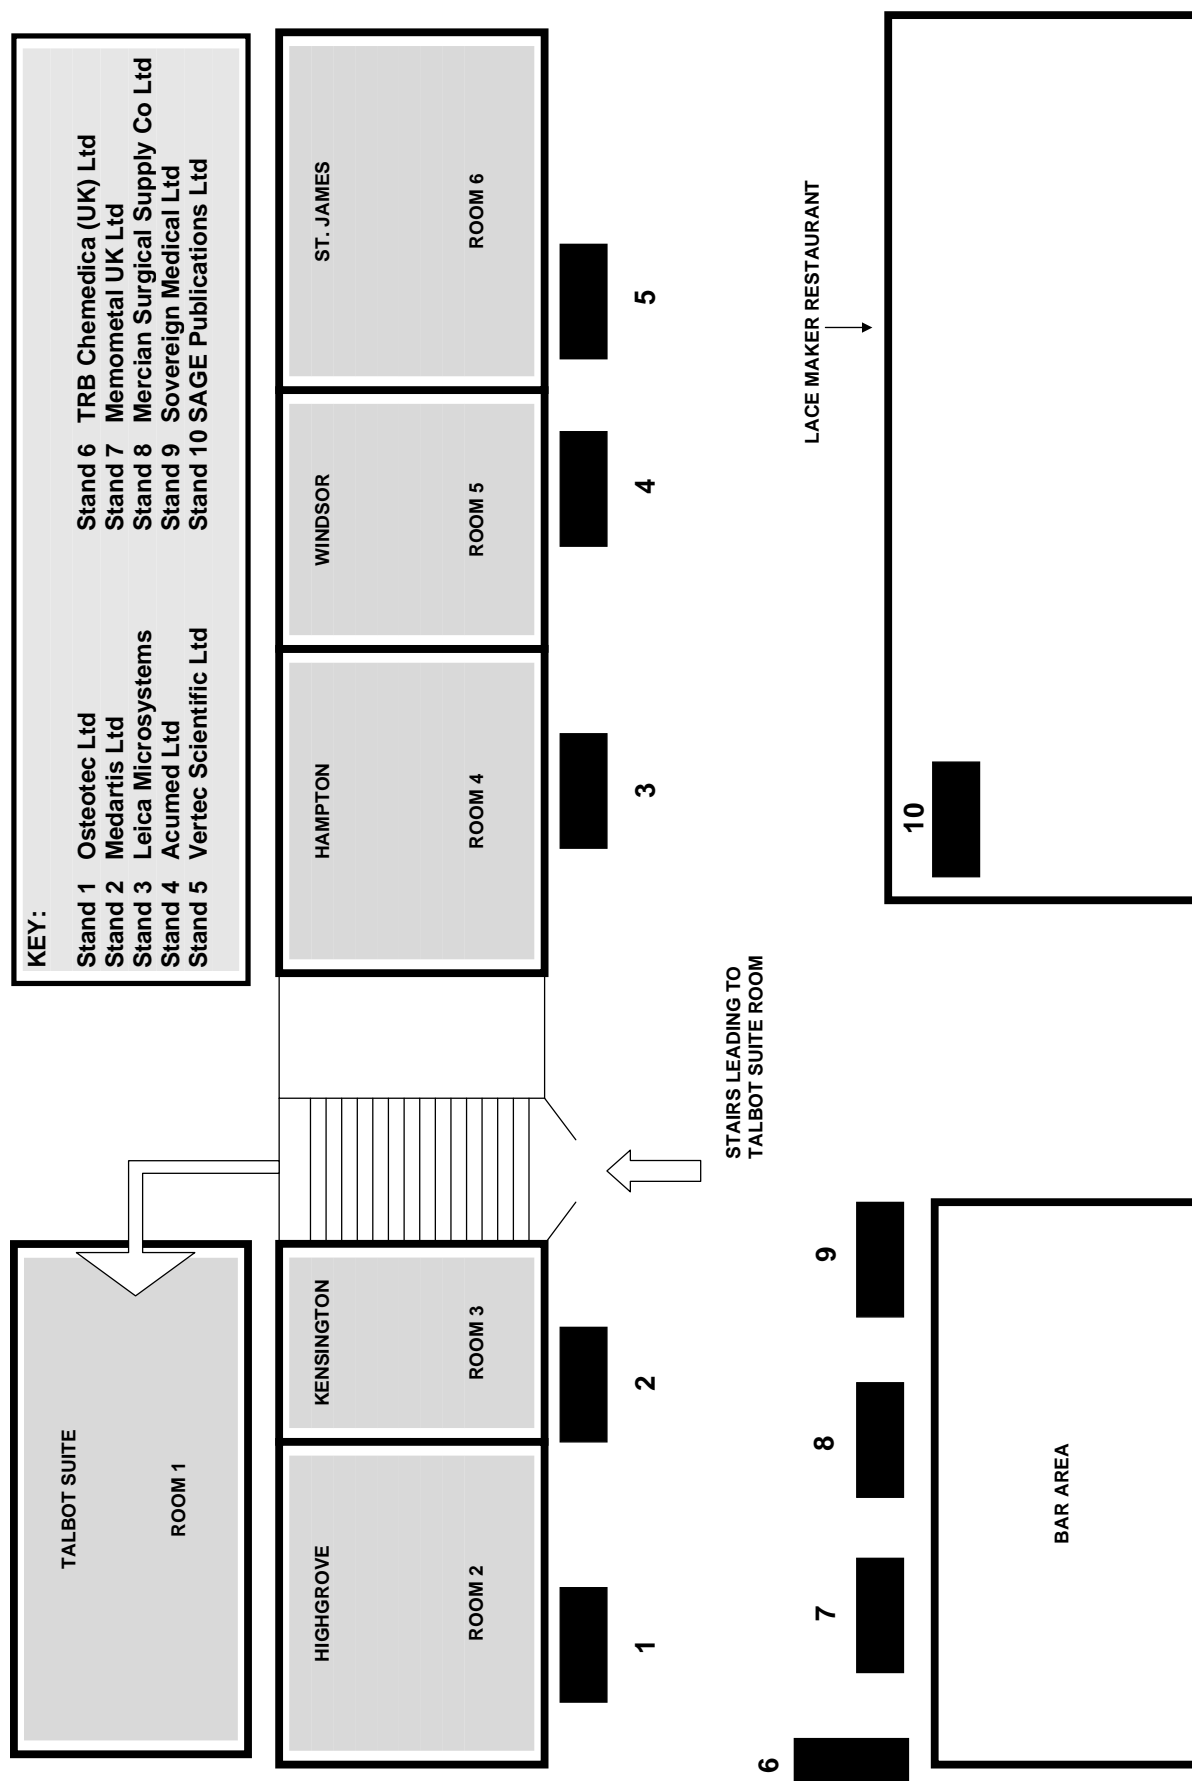 KEY:
Stand 1 Osteotec Ltd
Stand 2 Medartis Ltd
Stand 3 Leica Microsystems
Stand 4 Acumed Ltd
Stand 5 Vertec Scientific Ltd
Stand 6 TRB Chemedica (UK) Ltd
Stand 7 Memometal UK Ltd
Stand 8 Mercian Surgical Supply Co Ltd
Stand 9 Sovereign Medical Ltd
Stand 10 SAGE Publications Ltd
TALBOT SUITE
ROOM 1
HIGHGROVE
ROOM 2
KENSINGTON
ROOM 3
HAMPTON
ROOM 4
WINDSOR
ROOM 5
ST. JAMES
ROOM 6
1
2
3
4
5
STAIRS LEADING TO
TALBOT SUITE ROOM
LACE MAKER RESTAURANT
6
7
8
9
10
BAR AREA